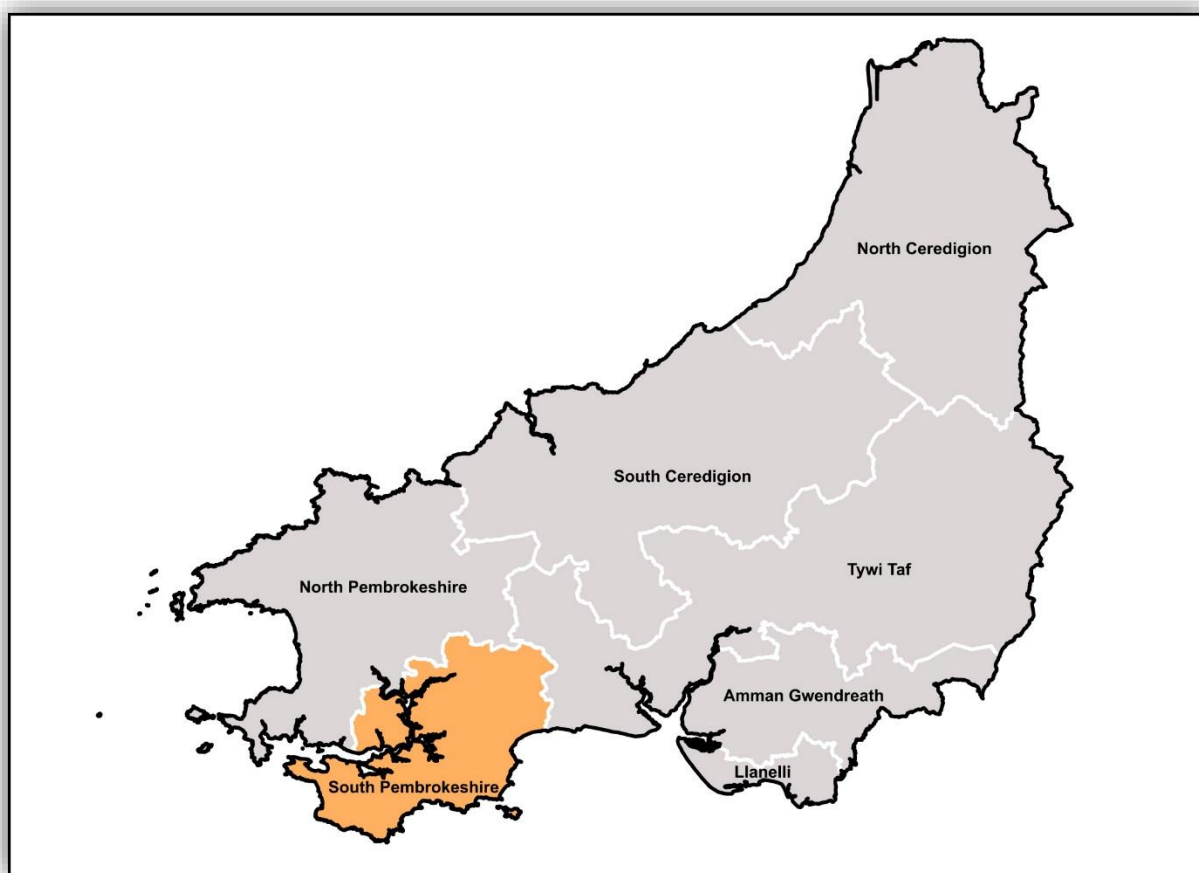 North Ceredigion
South Ceredigion
Tywi Taf
North Pembrokeshire
Amman Gwendreath
Llanelli
South Pembrokeshire